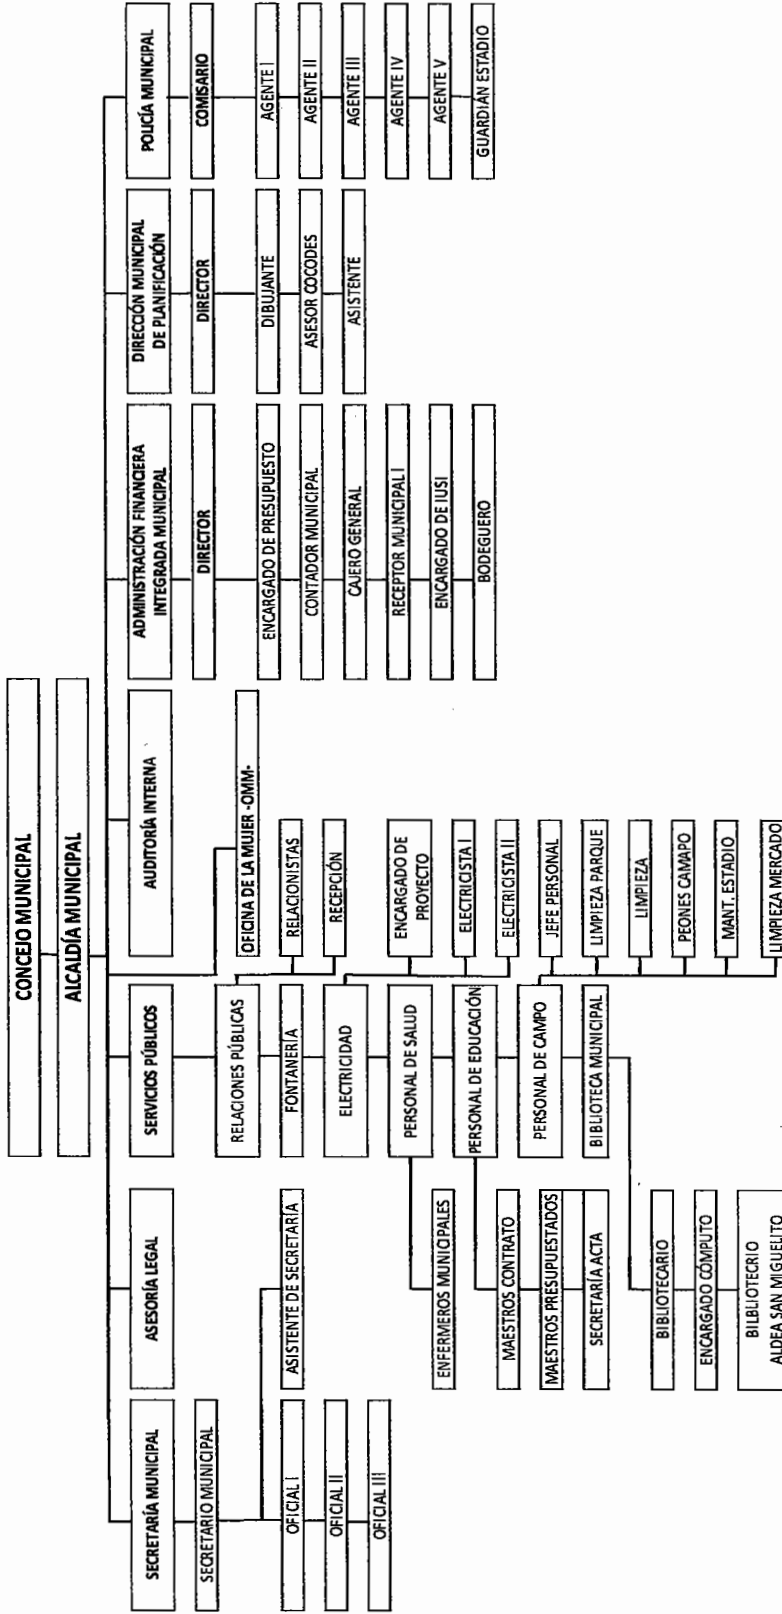 CONCEJO MUNICIPAL
ALCALDÍA MUNICIPAL
SECRETARÍA MUNICIPAL
SECRETARIO MUNICIPAL
OFICIAL I
OFICIAL II
OFICIAL III
ASISTENTE DE SECRETARÍA
ASESORÍA LEGAL
SERVICIOS PÚBLICOS
RELACIONES PÚBLICAS
FONTANERÍA
ELECTRICIDAD
PERSONAL DE SALUD
PERSONAL DE EDUCACIÓN
PERSONAL DE CAMPO
BIBLIOTECA MUNICIPAL
ENFERMEROS MUNICIPALES
MAESTROS CONTRATO
MAESTROS PRESUPUESTADOS
SECRETARÍA ACTA
BIBLIOTECARIO
ENCARGADO CÓMPUTO
BILBLIOTECRIO
ALDEA SAN MIGUELITO
OFICINA DE LA MUJER -OMM-
RELACIONISTAS
RECEPCIÓN
ENCARGADO DE
PROYECTO
ELECTRICISTA I
ELECTRICISTA II
JEFE PERSONAL
LIMPIEZA PARQUE
LIMPIEZA
PEONES CAMAPO
MANT. ESTADIO
LIMPIEZA MERCADO
AUDITORÍA INTERNA
ADMINISTRACIÓN FINANCIERA
INTEGRADA MUNICIPAL
DIRECTOR
ENCARGADO DE PRESUPUESTO
CONTADOR MUNICIPAL
CAJERO GENERAL
RECEPTOR MUNICIPAL I
ENCARGADO DE IUSI
BODEGUERO
DIRECCIÓN MUNICIPAL
DE PLANIFICACIÓN
DIRECTOR
DIBUJANTE
ASESOR COCODES
ASISTENTE
POLICÍA MUNICIPAL
COMISARIO
AGENTE I
AGENTE II
AGENTE III
AGENTE IV
AGENTE V
GUARDIÁN ESTADIO